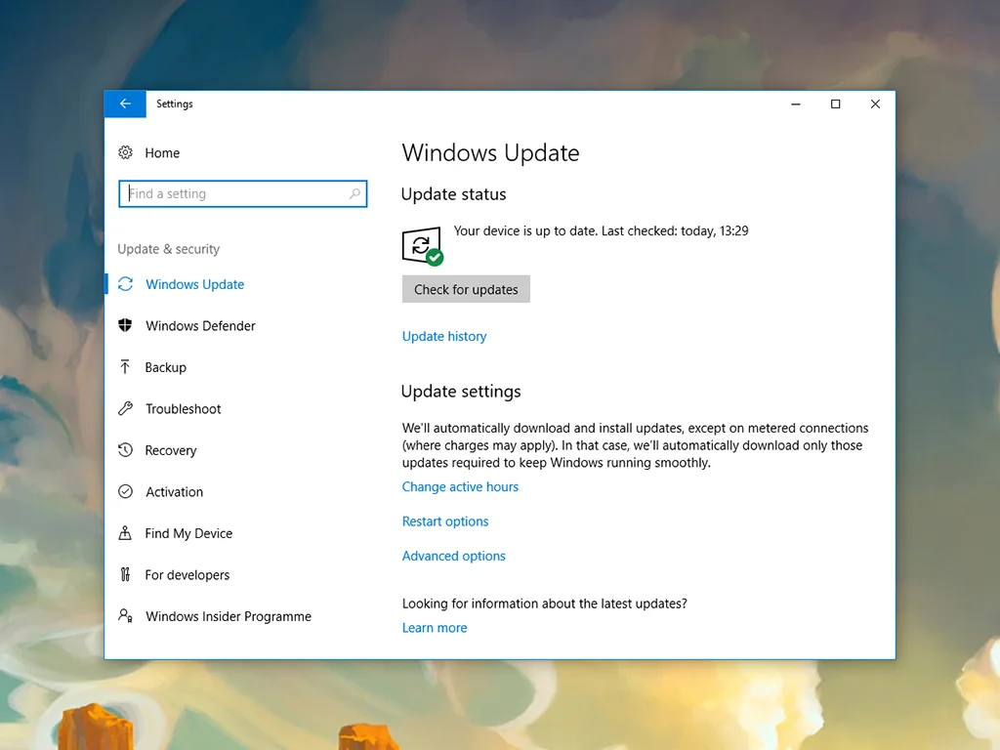 Settings
Home
Find a setting
Update & security
Windows Update
Windows Defender
Backup
Troubleshoot
Recovery
Activation
Find My Device
For developers
Windows Insider Programme
Windows Update
Update status
Your device is up to date. Last checked: today, 13:29
Check for updates
Update history
Update settings
We'll automatically download and install updates, except on metered connections
(where charges may apply). In that case, we'll automatically download only those
updates required to keep Windows running smoothly.
Change active hours
Restart options
Advanced options
Looking for information about the latest updates?
Learn more